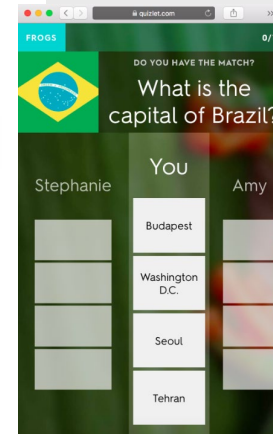 quizlet.com
FROGS
0/
DO YOU HAVE THE MATCH?
What is the
capital of Brazil?
You
Stephanie
Amy
Budapest
Washington
D.C.
Seoul
Tehran